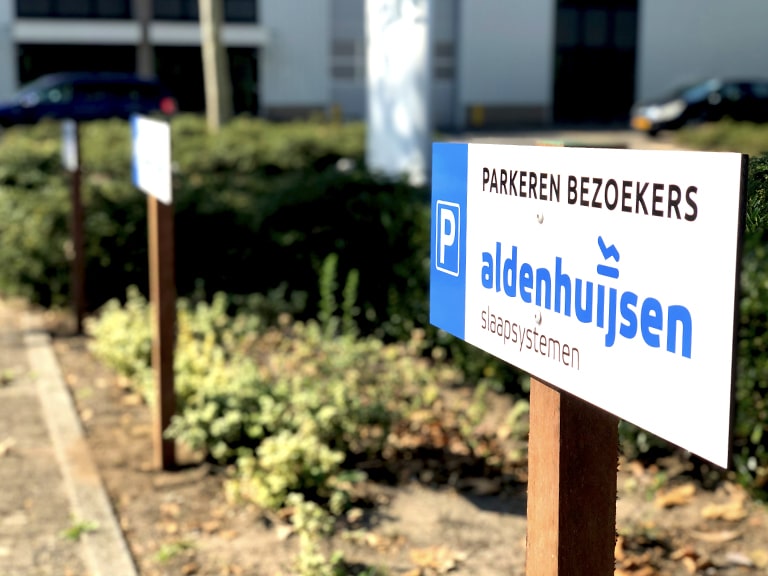 P
PARKEREN BEZOEKERS
aldenhuijsen
slaapsystemen